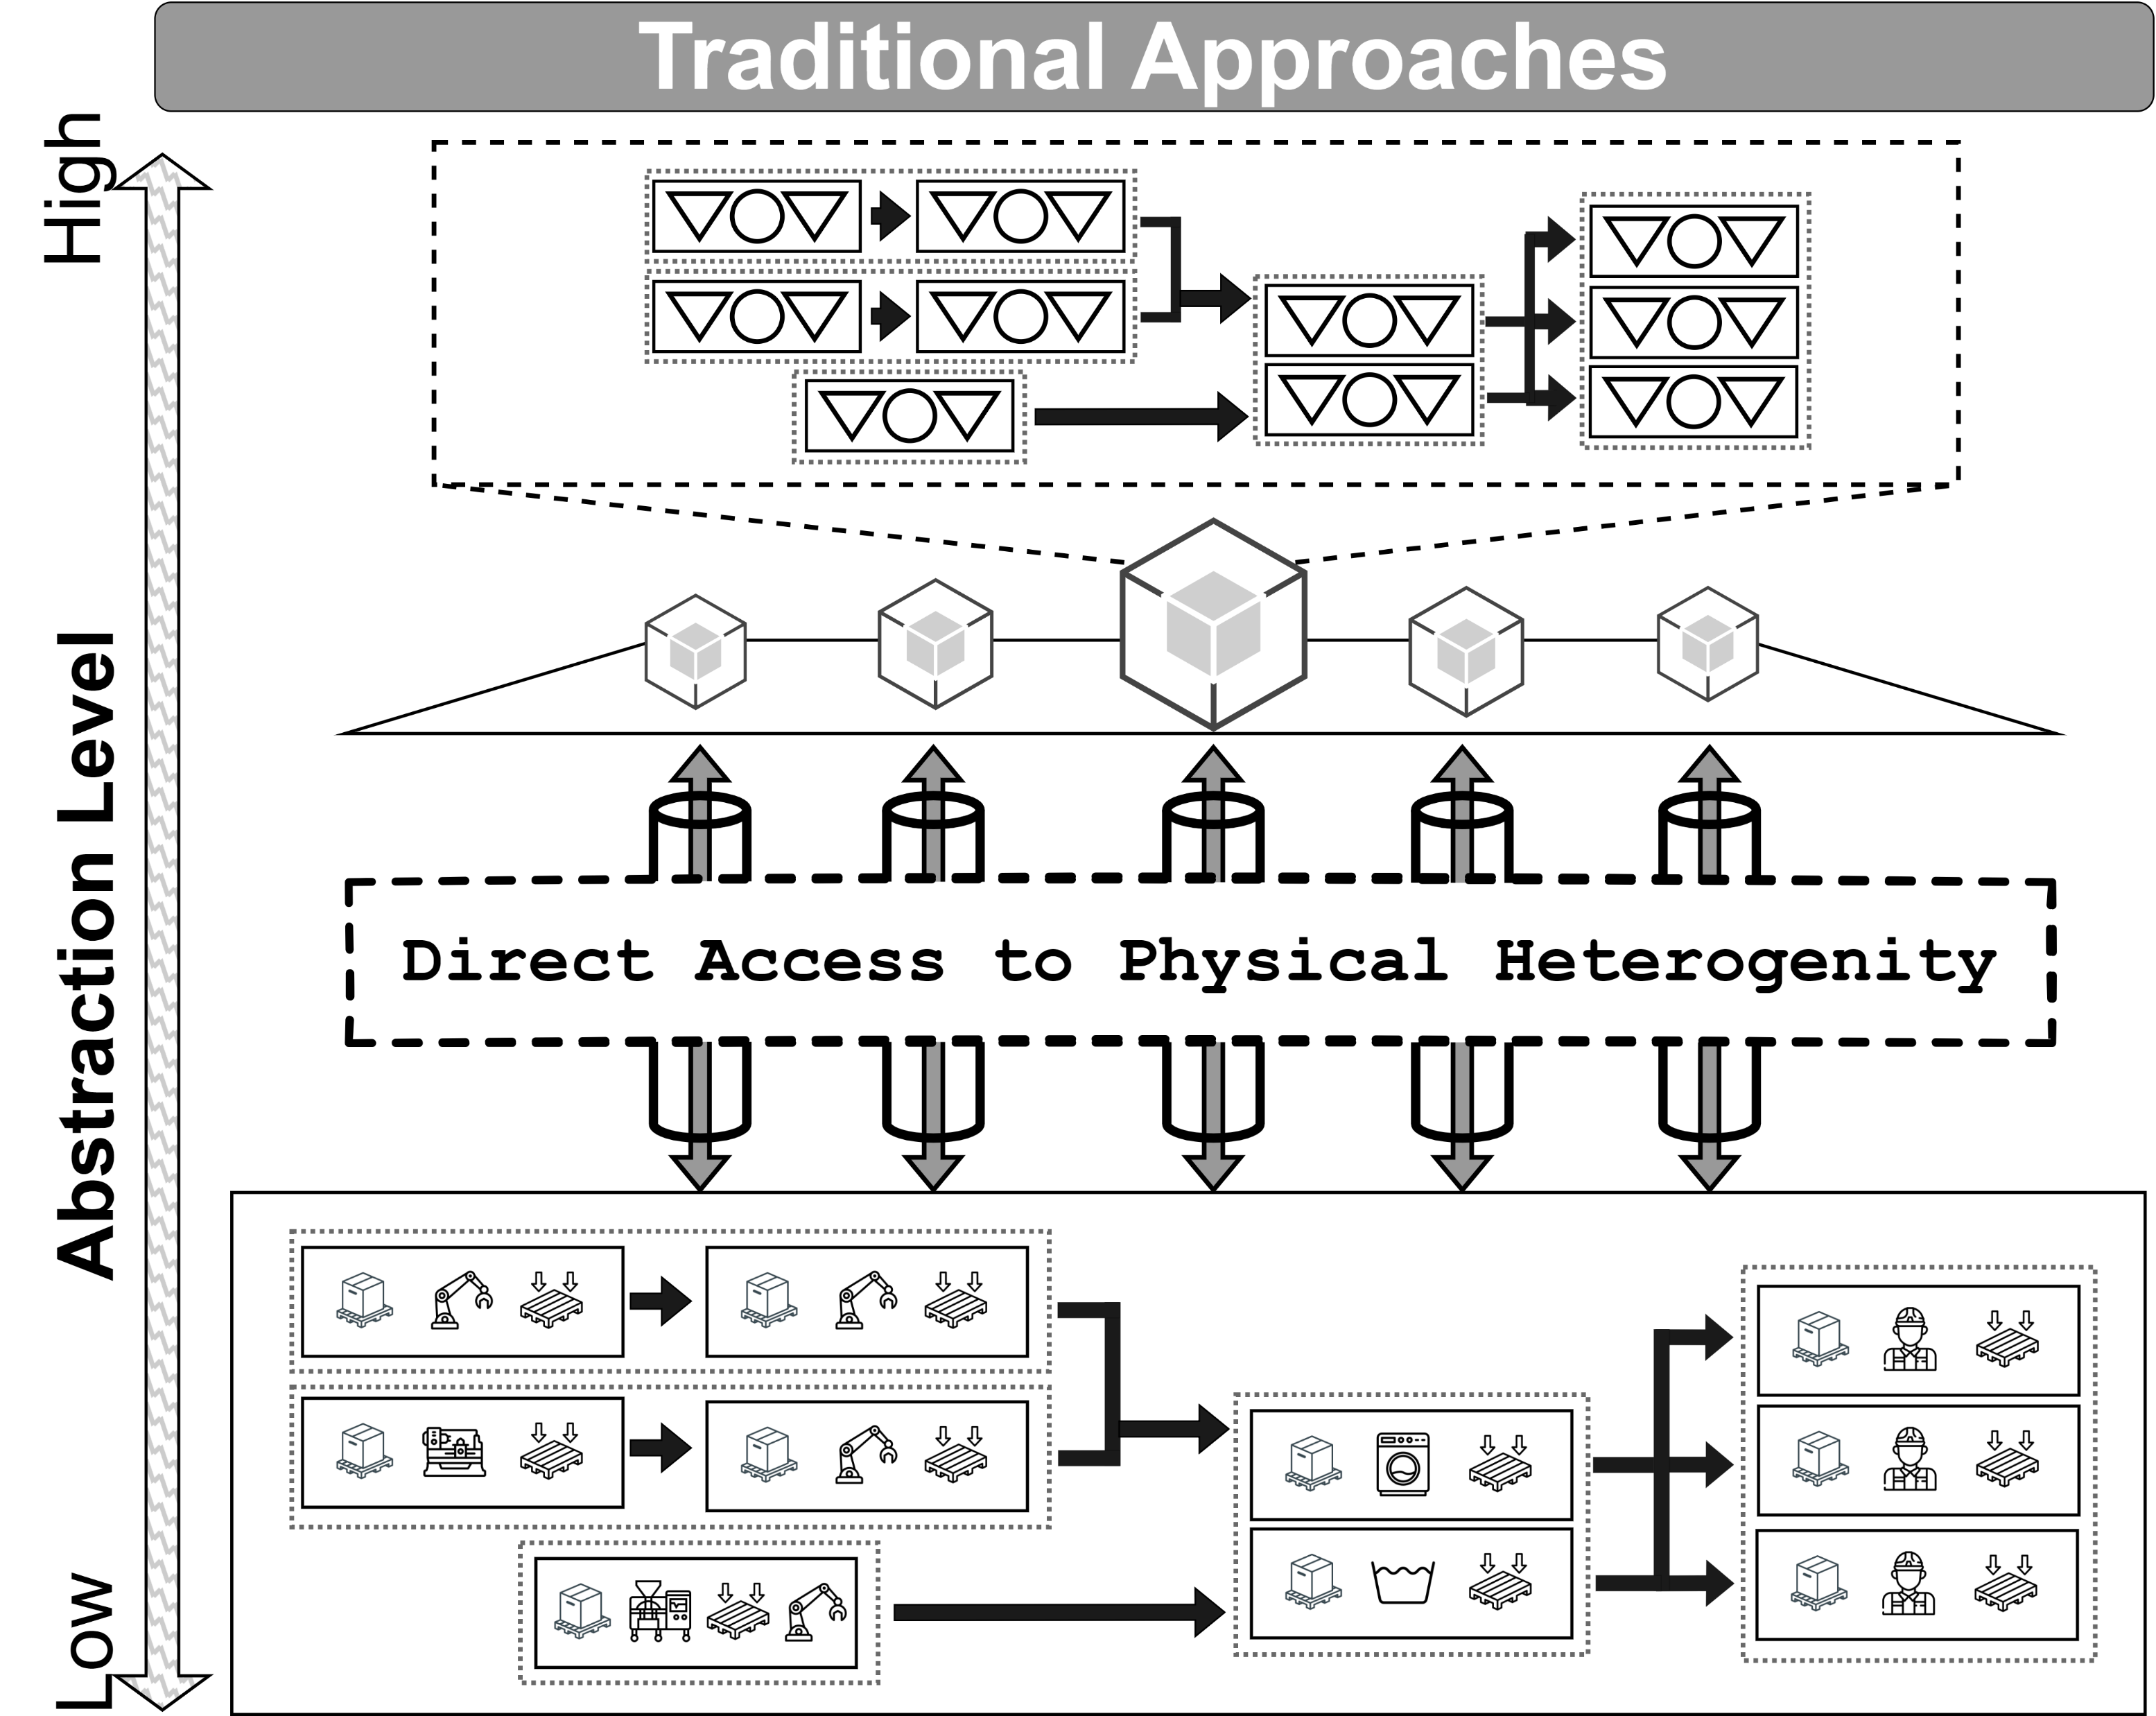 Traditional Approaches
High
Abstraction Level
Low
Direct Access to Physical Heterogenity